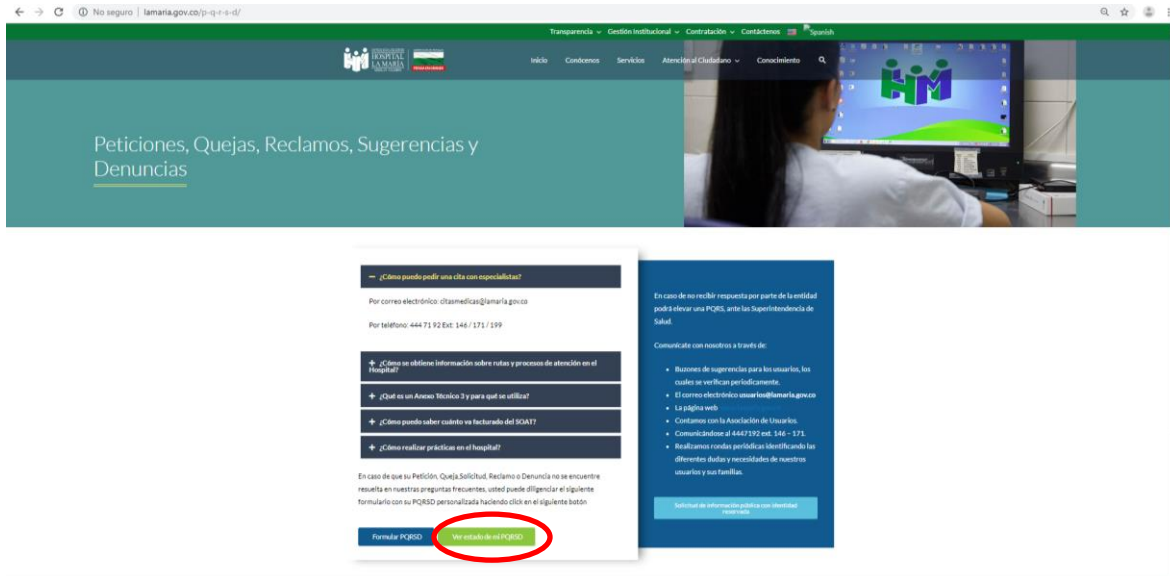 No seguro | lamaria.gov.co/p-q-r-s-d/
Transparencia Gestión Institucional Contratación Contáctenos Spanish
HOSPITAL
LA MARÍA
Inicio Conócenos Servicios Atención al Ciudadano Conocimiento
HM
Peticiones, Quejas, Reclamos, Sugerencias y
Denuncias
¿Cómo puedo pedir una cita con especialistas?
Por correo electrónico: citasmedicas@lamaria.gov.co
Por teléfono: 444 71 92 Ext: 146 / 171 / 199
¿Cómo se obtiene información sobre rutas y procesos de atención en el
Hospital?
¿Qué es un Anexo Técnico 3 y para qué se utiliza?
¿Cómo puedo saber cuánto va facturado del SOAT?
¿Cómo realizar prácticas en el hospital?
En caso de que su Petición, Queja,Solicitud, Reclamo o Denuncia no se encuentre
resuelta en nuestras preguntas frecuentes, usted puede diligenciar el siguiente
formulario con su PQRSD personalizada haciendo click en el siguiente botón
Formular PQRSD Ver estado de mi PQRSD
En caso de no recibir respuesta por parte de la entidad
podrá elevar una PQRS, ante las Superintendencia de
Salud.
Comunícate con nosotros a través de:
Buzones de sugerencias para los usuarios, los
cuales se verifican periodicamente.
El correo electrónico usuarios@lamaria.gov.co
La página web
Contamos con la Asociación de Usuarios.
Comunicándose al 4447192 ext. 146 – 171.
Realizamos rondas periódicas identificando las
diferentes dudas y necesidades de nuestros
usuarios y sus familias.
Solicitud de información pública con identidad
reservada